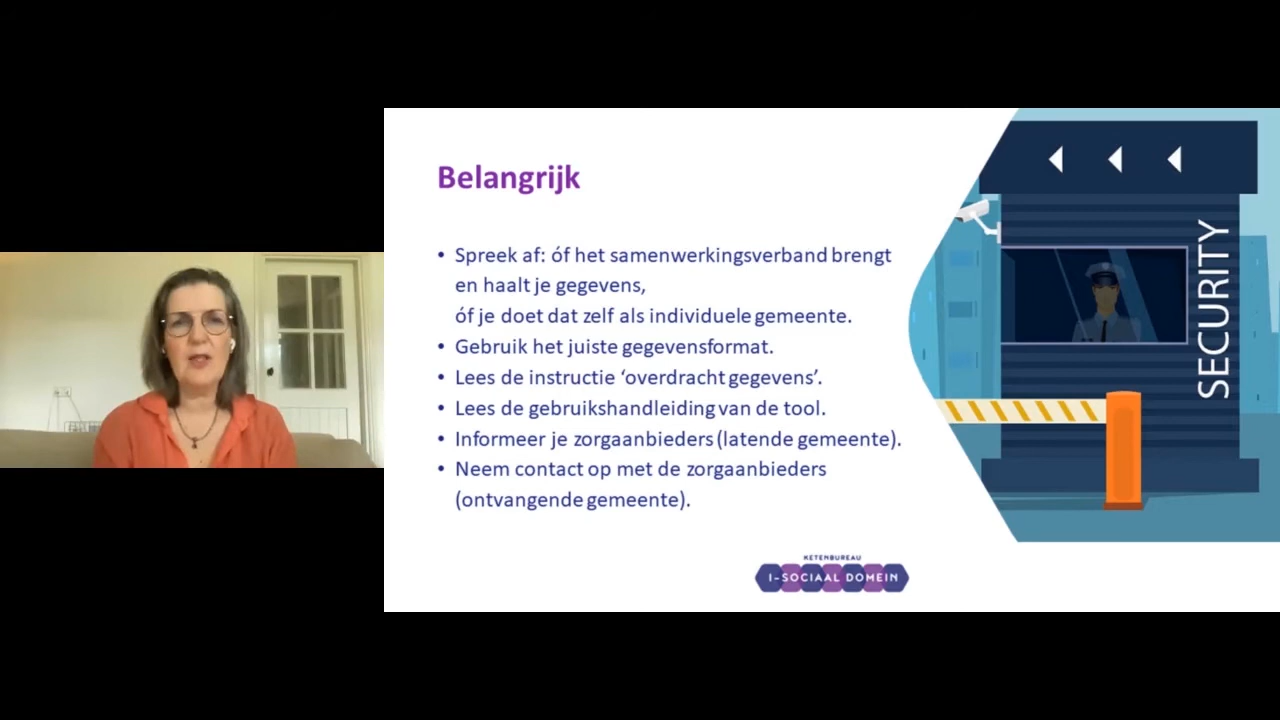 Belangrijk
• Spreek af: óf het samenwerkingsverband brengt
en haalt je gegevens,
óf je doet dat zelf als individuele gemeente.
• Gebruik het juiste gegevensformat.
• Lees de instructie ‘overdracht gegevens’.
• Lees de gebruikshandleiding van de tool.
• Informeer je zorgaanbieders (latende gemeente).
• Neem contact op met de zorgaanbieders
(ontvangende gemeente).
SECURITY
KETENBUREAU
I-SOCIAAL DOMEIN